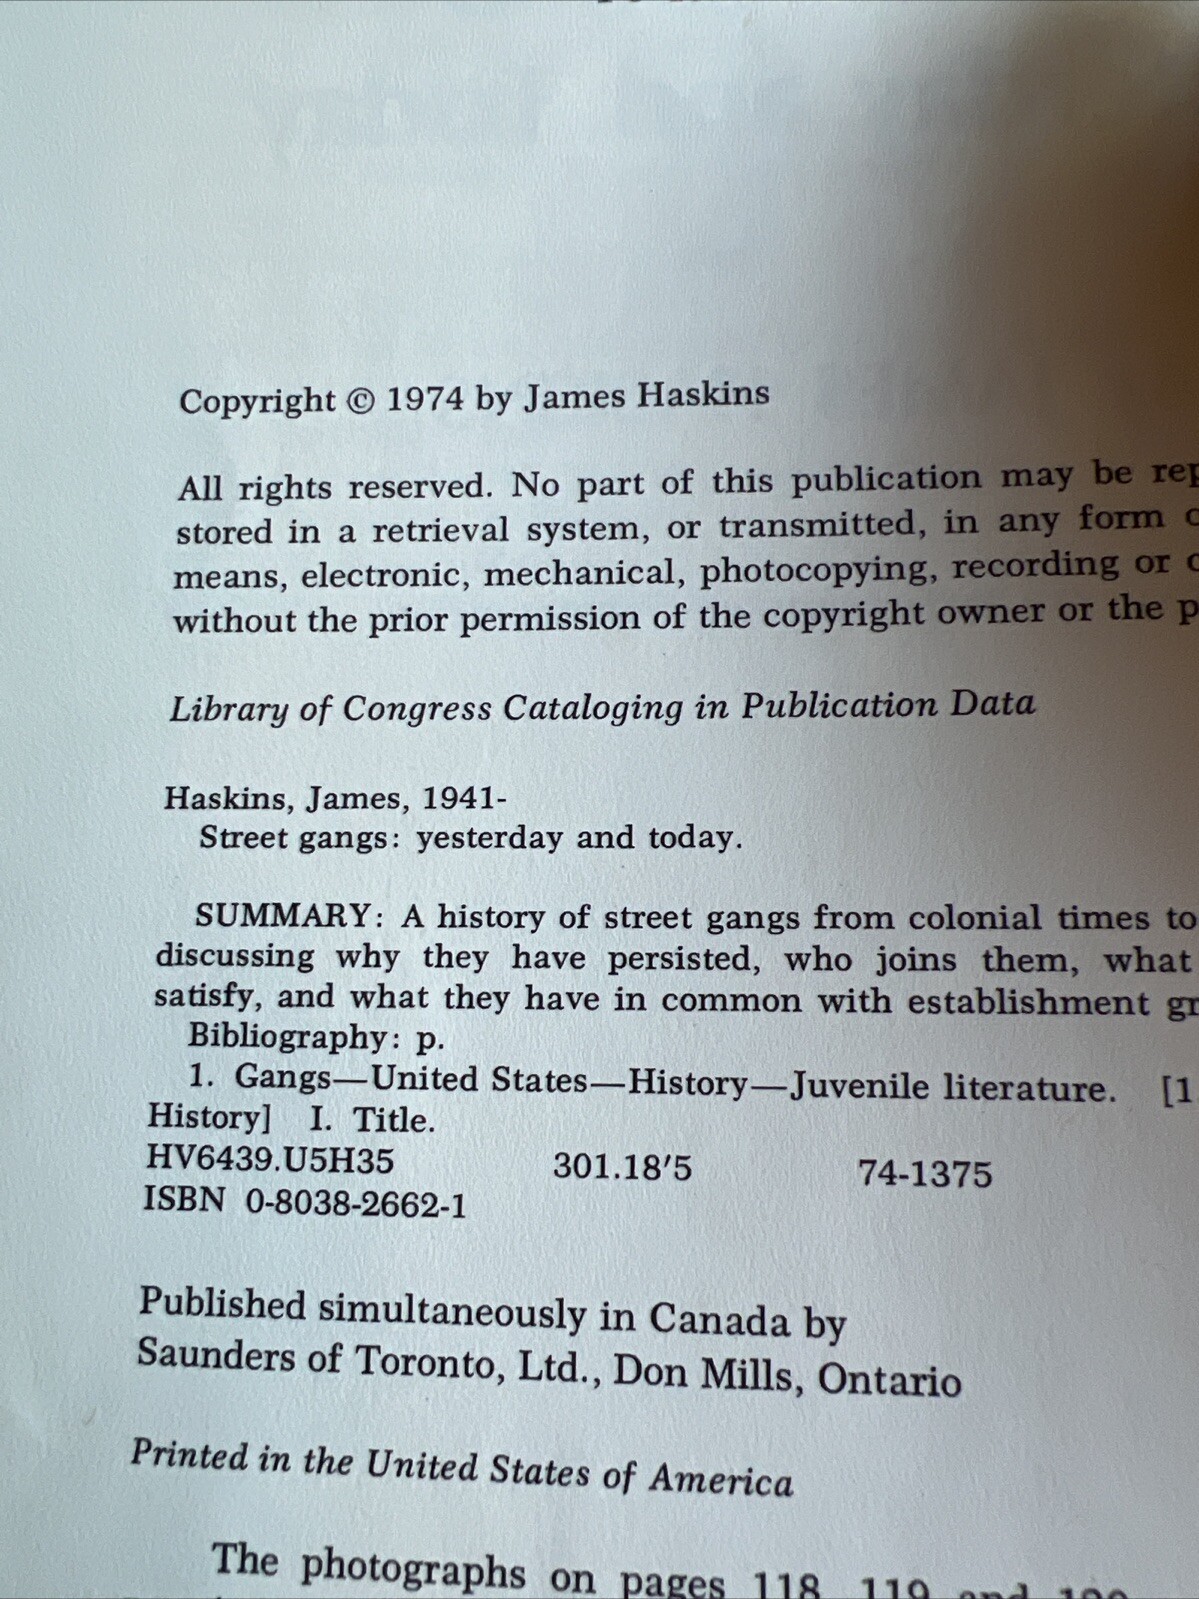 Copyright © 1974 by James Haskins
All rights reserved. No part of this publication may be
stored in a retrieval system, or transmitted, in any form
means, electronic, mechanical, photocopying, recording or
without the prior permission of the copyright owner or the
Library of Congress Cataloging in Publication Data
Haskins, James, 1941-
Street gangs: yesterday and today.
SUMMARY: A history of street gangs from colonial times to
discussing why they have persisted, who joins them, what
satisfy, and what they have in common with establishment
Bibliography: p.
1. Gangs—United States—History—Juvenile literature. [1.
History] I. Title.
HV6439.U5H35 301.18'5 74-1375
ISBN 0-8038-2662-1
Published simultaneously in Canada by
Saunders of Toronto, Ltd., Don Mills, Ontario
Printed in the United States of America
The photographs on pages 118, 119 and